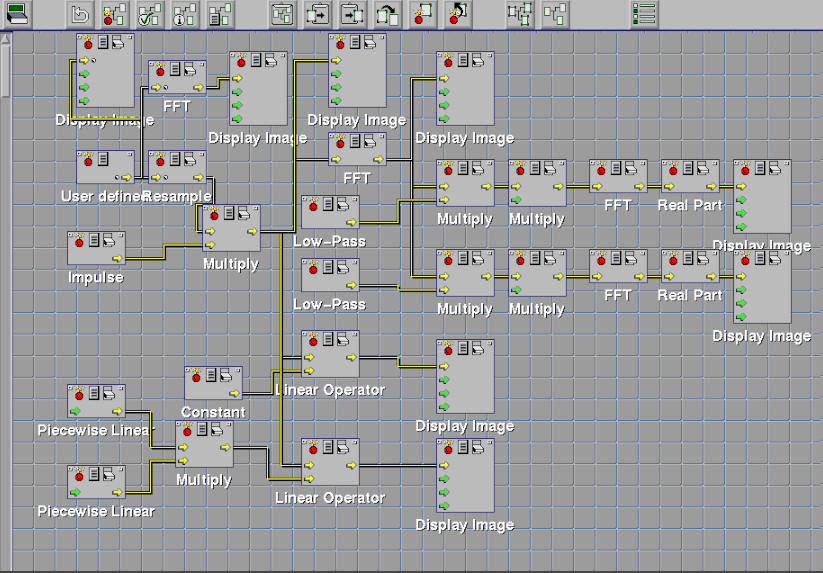 Display Image
FFT
Display Image
Display Image
Display Image
User define
Resample
FFT
Multiply
Multiply
FFT
Real Part
Display Image
Low-Pass
Impulse
Multiply
Low-Pass
Multiply
Multiply
FFT
Real Part
Display Image
Constant
Linear Operator
Display Image
Piecewise Linear
Multiply
Linear Operator
Piecewise Linear
Display Image